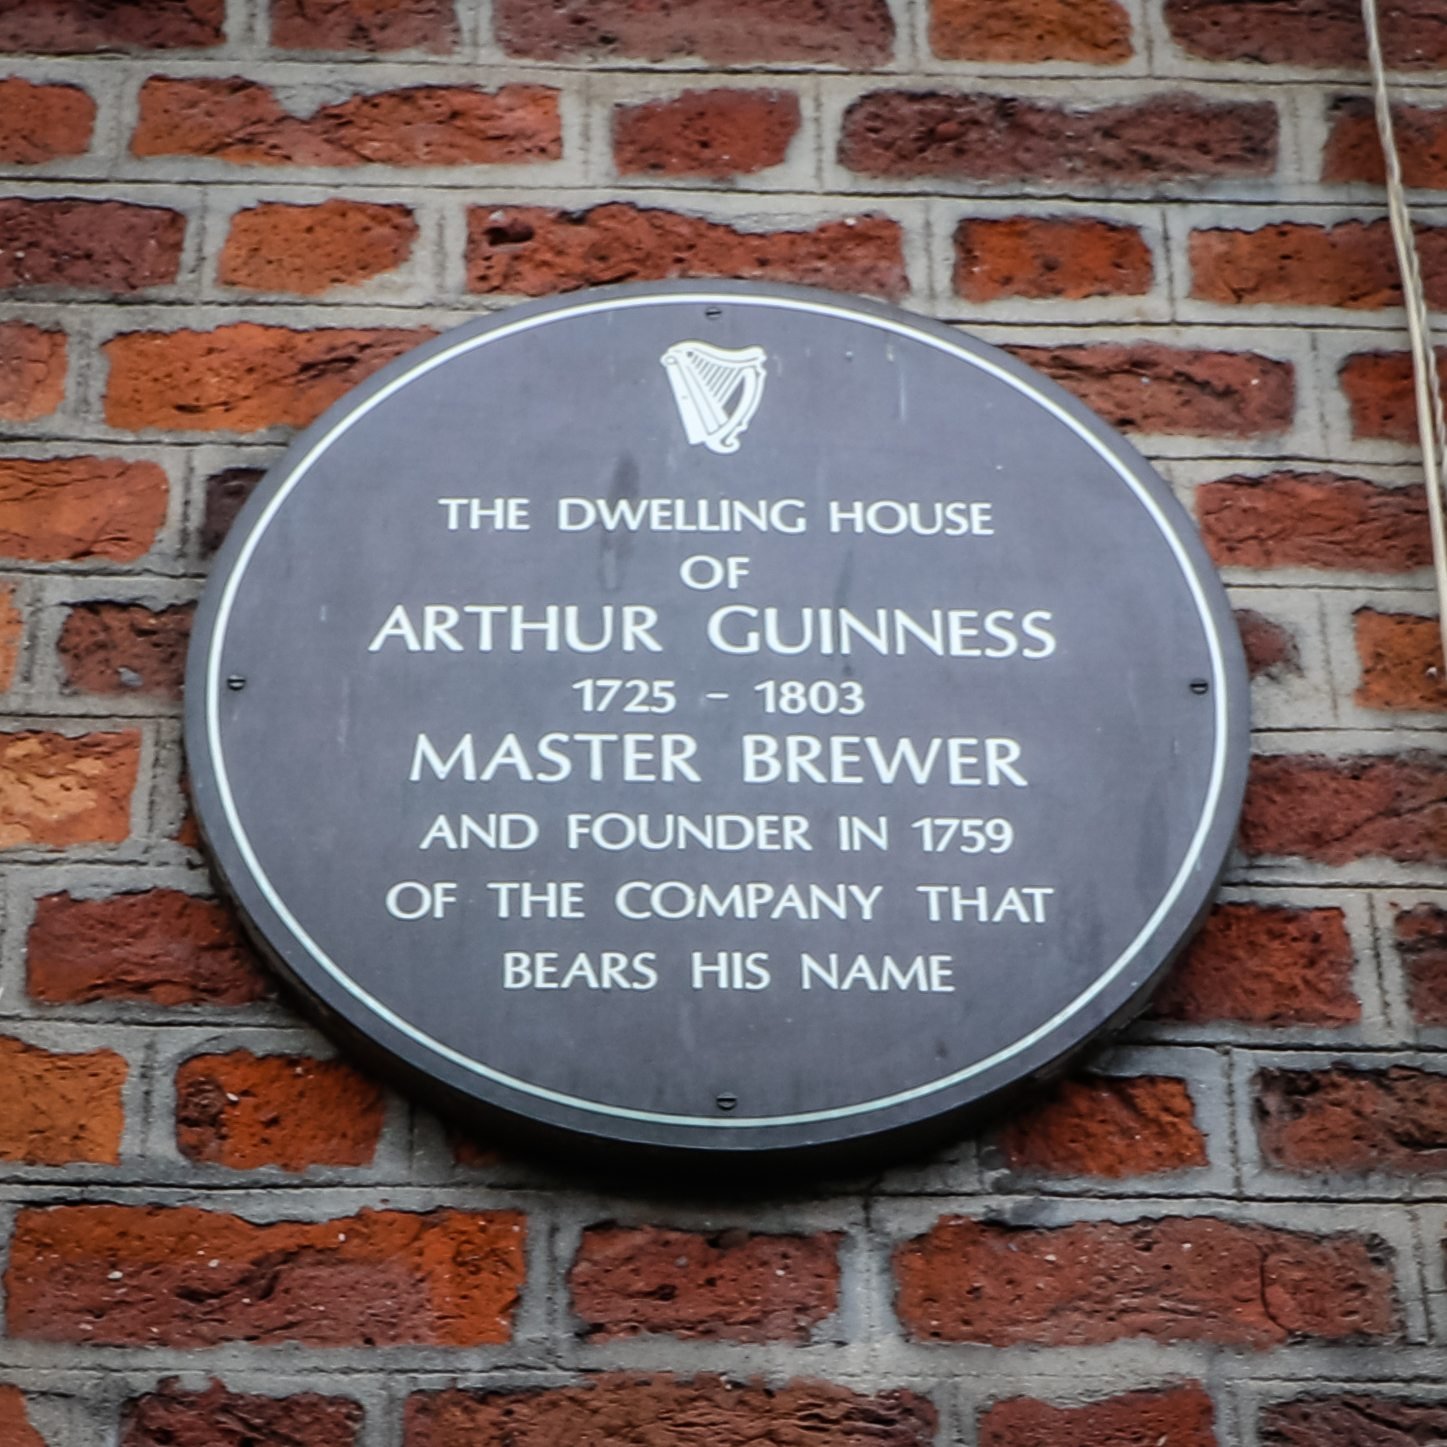 THE DWELLING HOUSE
OF
ARTHUR GUINNESS
1725 - 1803
MASTER BREWER
AND FOUNDER IN 1759
OF THE COMPANY THAT
BEARS HIS NAME